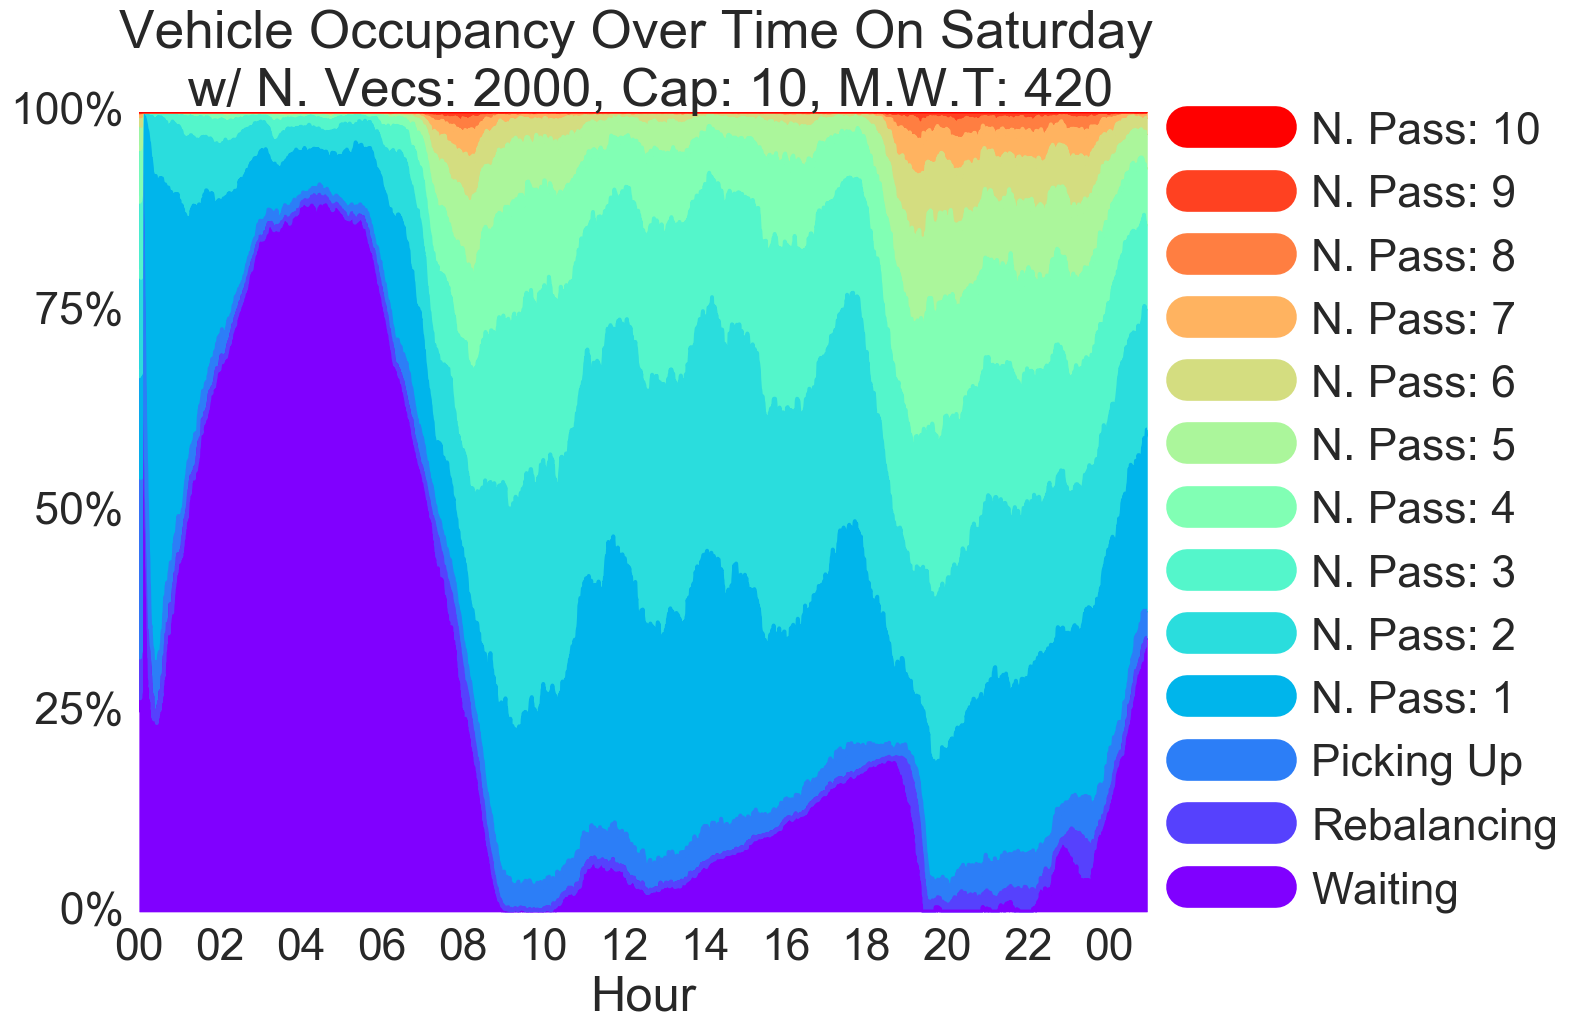 Vehicle Occupancy Over Time On Saturday
w/ N. Vecs: 2000, Cap: 10, M.W.T: 420
100%
75%
50%
25%
0%
00 02 04 06 08 10 12 14 16 18 20 22 00
Hour
N. Pass: 10
N. Pass: 9
N. Pass: 8
N. Pass: 7
N. Pass: 6
N. Pass: 5
N. Pass: 4
N. Pass: 3
N. Pass: 2
N. Pass: 1
Picking Up
Rebalancing
Waiting